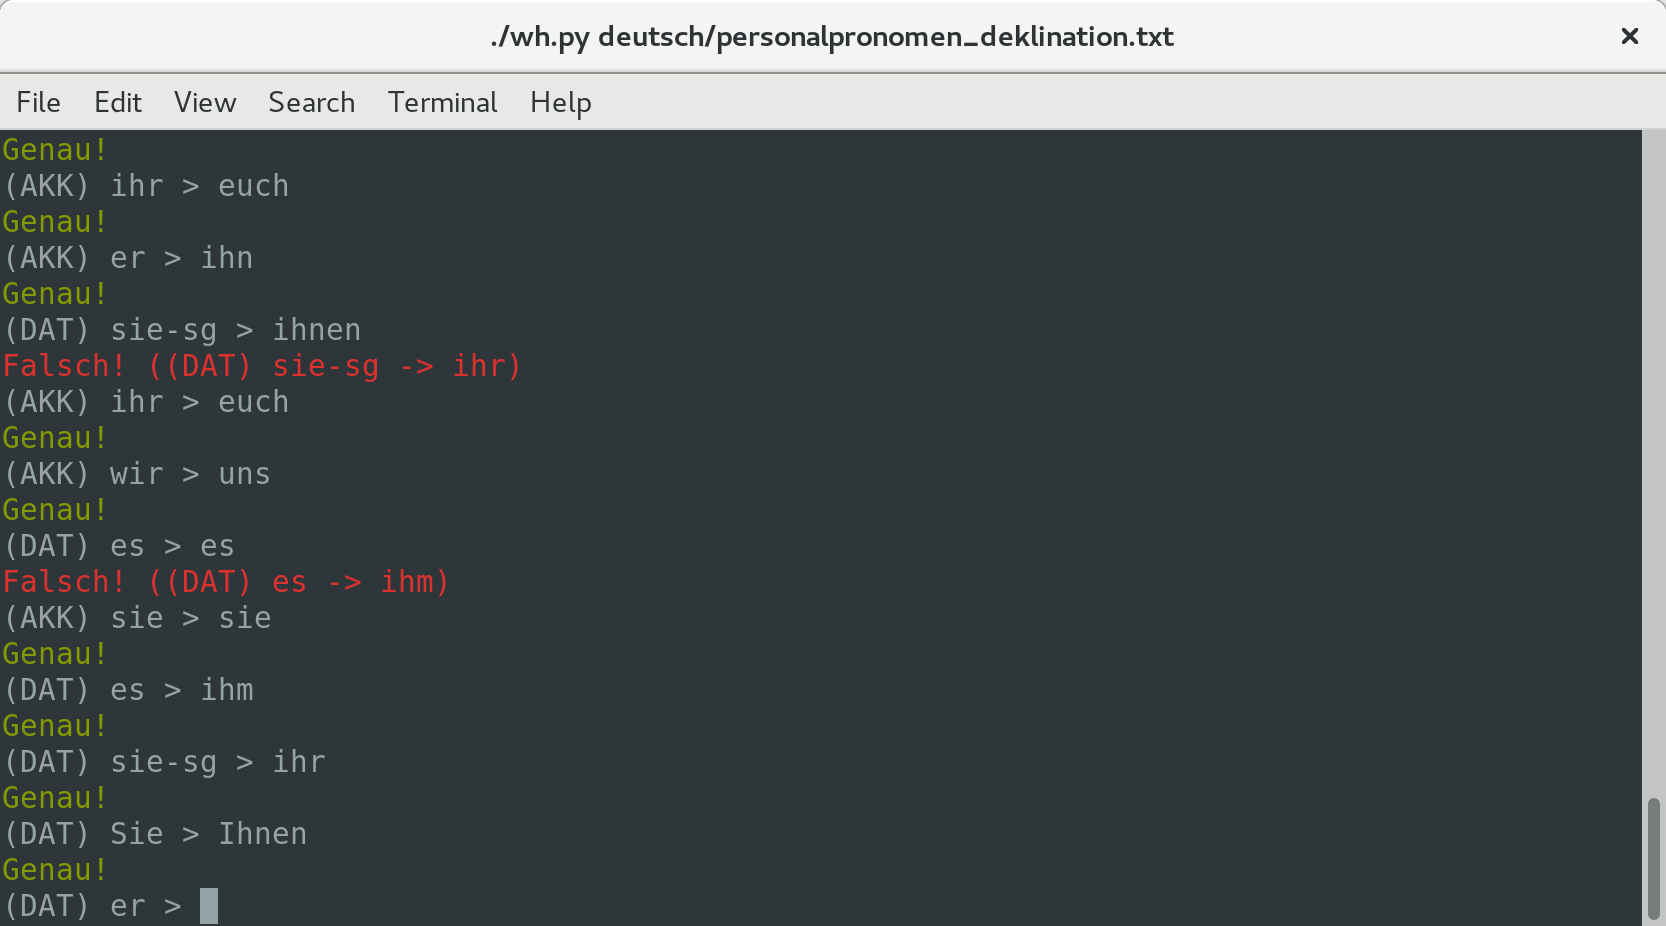 ./wh.py deutsch/personalpronomen_deklination.txt ×
File Edit View Search Terminal Help
Genau!
(AKK) ihr > euch
Genau!
(AKK) er > ihn
Genau!
(DAT) sie-sg > ihnen
Falsch! ((DAT) sie-sg -> ihr)
(AKK) ihr > euch
Genau!
(AKK) wir > uns
Genau!
(DAT) es > es
Falsch! ((DAT) es -> ihm)
(AKK) sie > sie
Genau!
(DAT) es > ihm
Genau!
(DAT) sie-sg > ihr
Genau!
(DAT) Sie > Ihnen
Genau!
(DAT) er >